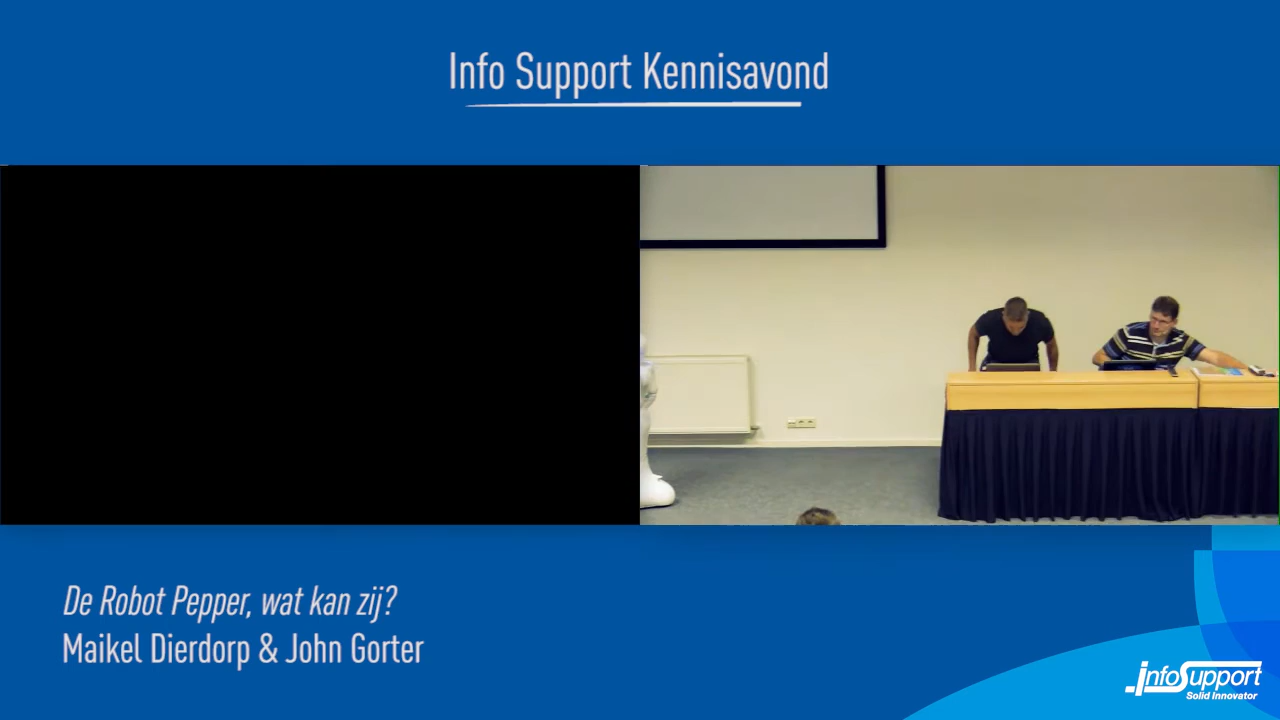 Info Support Kennisavond
De Robot Pepper, wat kan zij?
Maikel Dierdorp & John Gorter
infoSupport
Solid Innovator